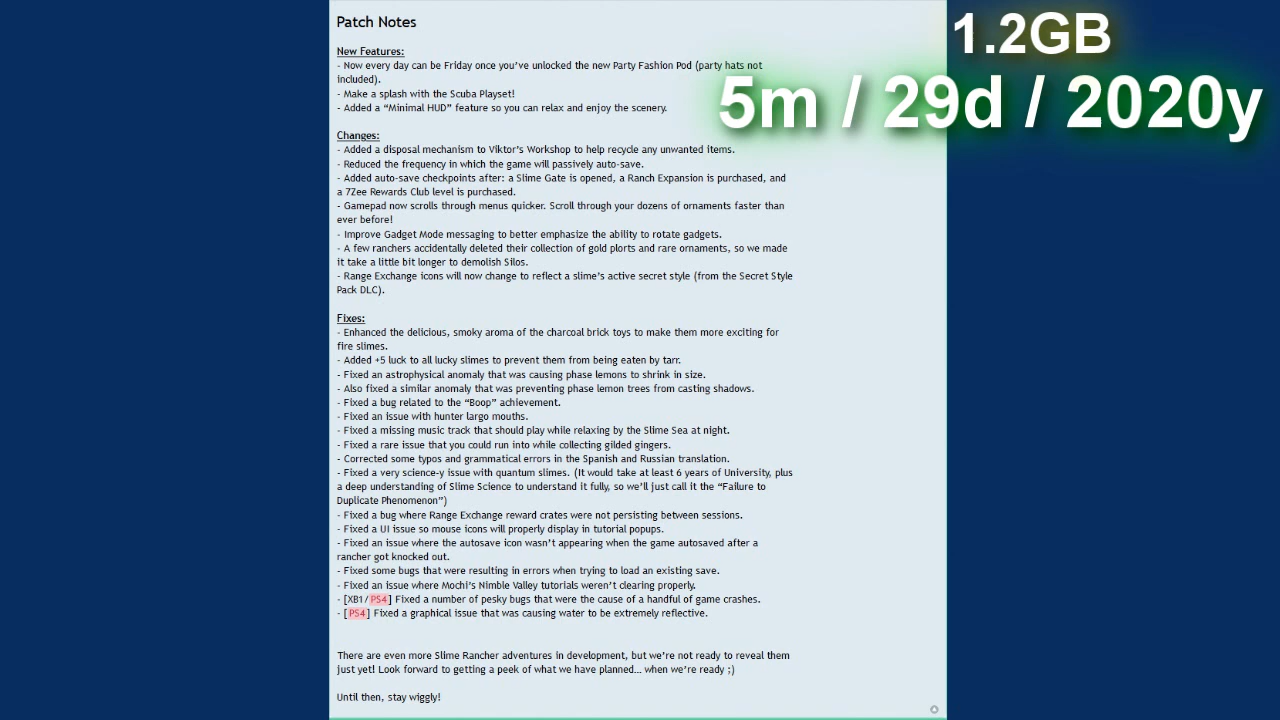 Patch Notes
1.2GB
5m / 29d / 2020y
New Features:
- Now every day can be Friday once you've unlocked the new Party Fashion Pod (party hats not
included).
- Make a splash with the Scuba Playset!
- Added a “Minimal HUD” feature so you can relax and enjoy the scenery.
Changes:
- Added a disposal mechanism to Viktor's Workshop to help recycle any unwanted items.
- Reduced the frequency in which the game will passively auto-save.
- Added auto-save checkpoints after: a Slime Gate is opened, a Ranch Expansion is purchased, and
a 7Zee Rewards Club level is purchased.
- Gamepad now scrolls through menus quicker. Scroll through your dozens of ornaments faster than
ever before!
- Improve Gadget Mode messaging to better emphasize the ability to rotate gadgets.
- A few ranchers accidentally deleted their collection of gold plorts and rare ornaments, so we made
it take a little bit longer to demolish Silos.
- Range Exchange icons will now change to reflect a slime's active secret style (from the Secret Style
Pack DLC).
Fixes:
- Enhanced the delicious, smoky aroma of the charcoal brick toys to make them more exciting for
fire slimes.
- Added +5 luck to all lucky slimes to prevent them from being eaten by tarr.
- Fixed an astrophysical anomaly that was causing phase lemons to shrink in size.
- Also fixed a similar anomaly that was preventing phase lemon trees from casting shadows.
- Fixed a bug related to the “Boop” achievement.
- Fixed an issue with hunter largo mouths.
- Fixed a missing music track that should play while relaxing by the Slime Sea at night.
- Fixed a rare issue that you could run into while collecting gilded gingers.
- Corrected some typos and grammatical errors in the Spanish and Russian translation.
- Fixed a very science-y issue with quantum slimes. (It would take at least 6 years of University, plus
a deep understanding of Slime Science to understand it fully, so we'll just call it the “Failure to
Duplicate Phenomenon”)
- Fixed a bug where Range Exchange reward crates were not persisting between sessions.
- Fixed a UI issue so mouse icons will properly display in tutorial popups.
- Fixed an issue where the autosave icon wasn't appearing when the game autosaved after a
rancher got knocked out.
- Fixed some bugs that were resulting in errors when trying to load an existing save.
- Fixed an issue where Mochi's Nimble Valley tutorials weren't clearing properly.
- [XB1/PS4] Fixed a number of pesky bugs that were the cause of a handful of game crashes.
- [PS4] Fixed a graphical issue that was causing water to be extremely reflective.
There are even more Slime Rancher adventures in development, but we're not ready to reveal them
just yet! Look forward to getting a peek of what we have planned… when we're ready ;)
Until then, stay wiggly!